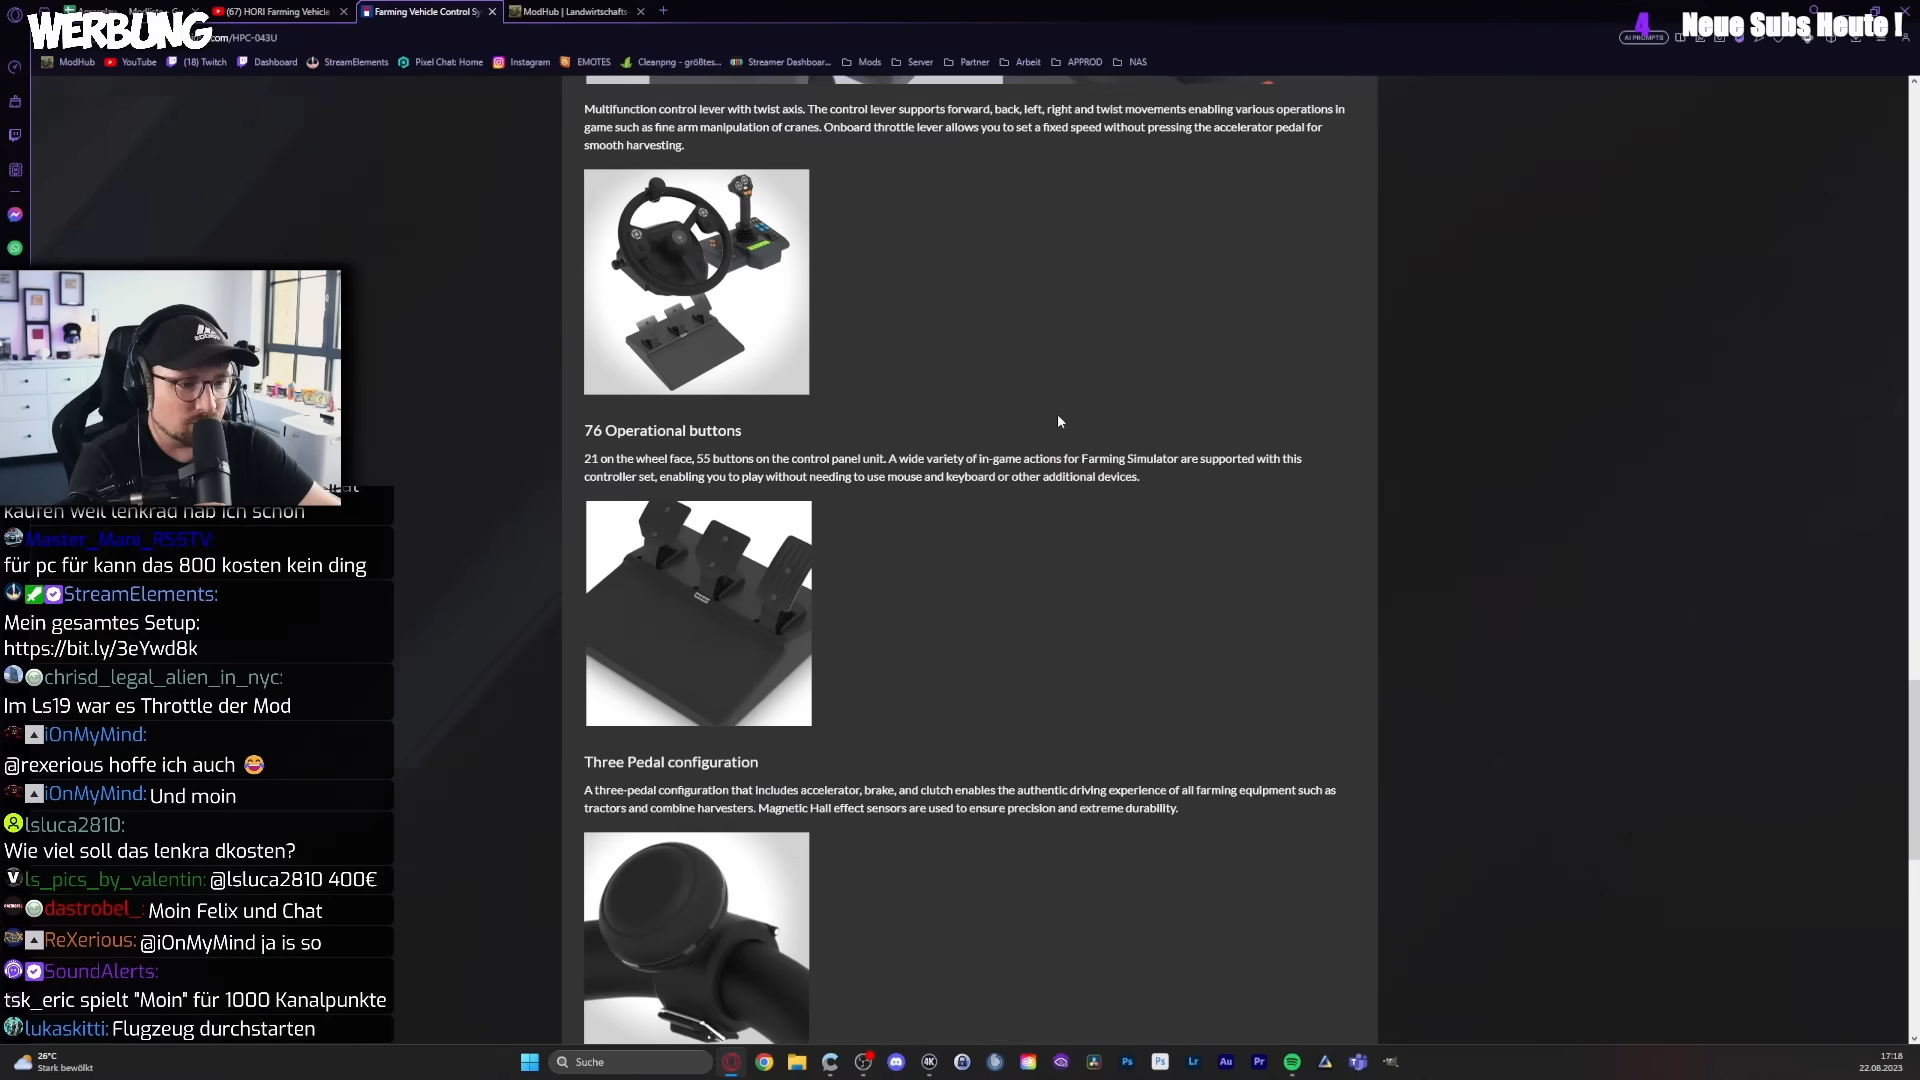 WERBUNG
(67) HORI Farming Vehicle
Farming Vehicle Control Sy
ModHub | Landwirtschafts
4
Neue Subs Heute !
com/HPC-043U
AI PROMPTS
ModHub
YouTube
(18) Twitch
Dashboard
StreamElements
Pixel Chat: Home
Instagram
EMOTES
Cleanpng - größtes...
Streamer Dashboar...
Mods
Server
Partner
Arbeit
APPROD
NAS
Multifunction control lever with twist axis. The control lever supports forward, back, left, right and twist movements enabling various operations in
game such as fine arm manipulation of cranes. Onboard throttle lever allows you to set a fixed speed without pressing the accelerator pedal for
smooth harvesting.
76 Operational buttons
21 on the wheel face, 55 buttons on the control panel unit. A wide variety of in-game actions for Farming Simulator are supported with this
controller set, enabling you to play without needing to use mouse and keyboard or other additional devices.
HORI
Three Pedal configuration
A three-pedal configuration that includes accelerator, brake, and clutch enables the authentic driving experience of all farming equipment such as
tractors and combine harvesters. Magnetic Hall effect sensors are used to ensure precision and extreme durability.
kaufen weil lenkrad hab ich schon
Master_Mani_RS5TV:
für pc für kann das 800 kosten kein ding
StreamElements:
Mein gesamtes Setup:
https://bit.ly/3eYwd8k
chrisd_legal_alien_in_nyc:
Im Ls19 war es Throttle der Mod
iOnMyMind:
@rexerious hoffe ich auch 😂
iOnMyMind: Und moin
lsluca2810:
Wie viel soll das lenkra dkosten?
ls_pics_by_valentin: @lsluca2810 400€
dastrobel_: Moin Felix und Chat
ReXerious: @iOnMyMind ja is so
SoundAlerts:
tsk_eric spielt "Moin" für 1000 Kanalpunkte
lukaskitti: Flugzeug durchstarten
26°C
Stark bewölkt
Suche
4K
Ps
Ps
Lr
Au
Pr
17:18
22.08.2023